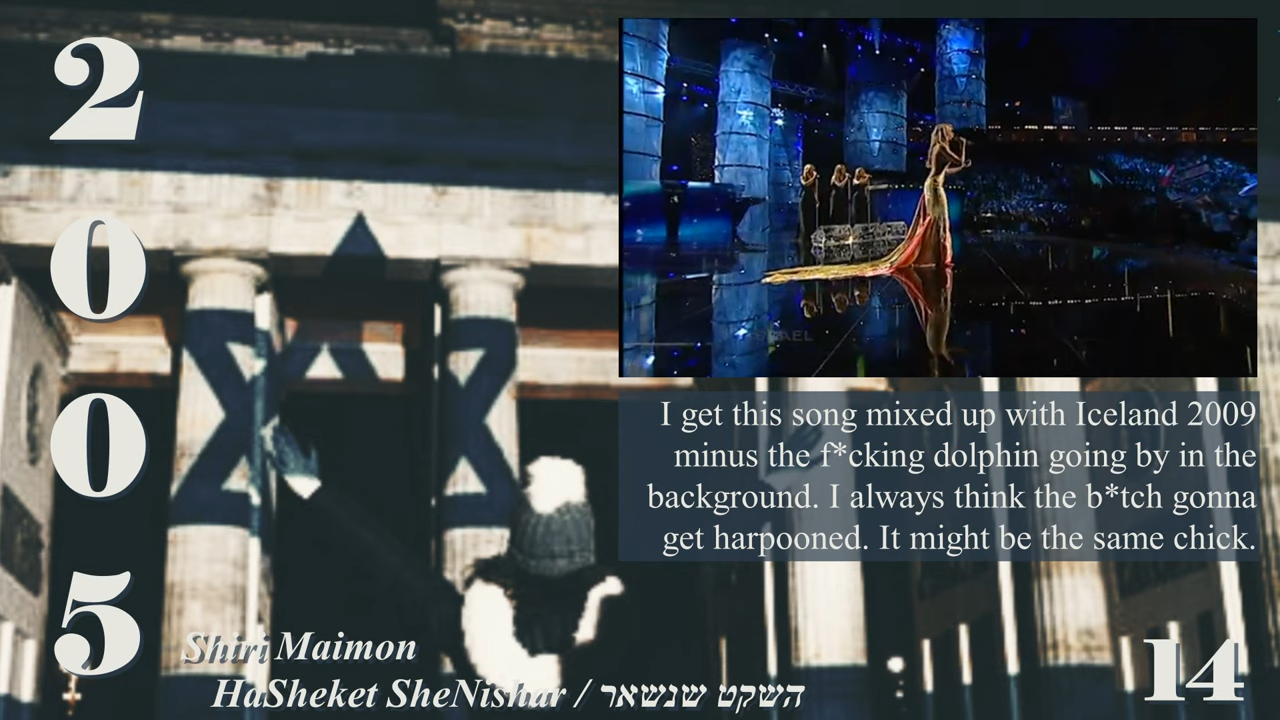 2
0
0
5
I get this song mixed up with Iceland 2009
minus the f*cking dolphin going by in the
background. I always think the b*tch gonna
get harpooned. It might be the same chick.
ISRAEL
Shiri Maimon
HaSheket SheNishar / השקט שנשאר
14